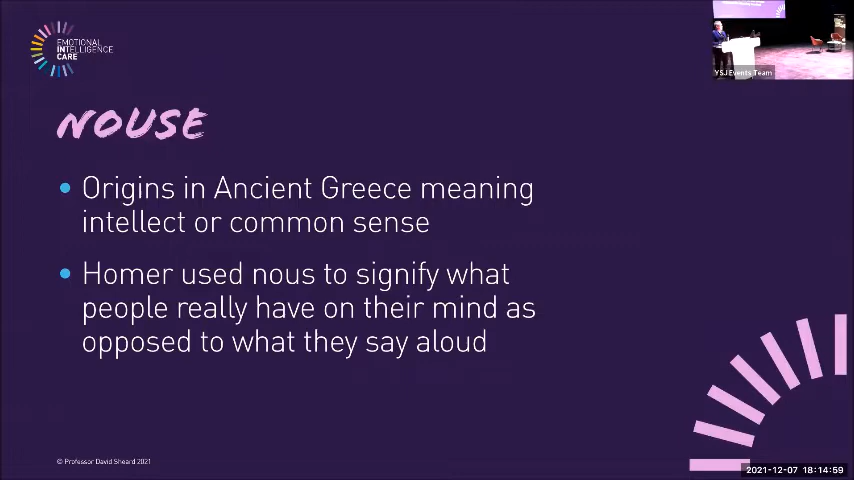 EMOTIONAL
INTELLIGENCE
CARE
YSJ Events Team
NOUSE
• Origins in Ancient Greece meaning
intellect or common sense
• Homer used nous to signify what
people really have on their mind as
opposed to what they say aloud
© Professor David Sheard 2021
2021-12-07 18:14:59